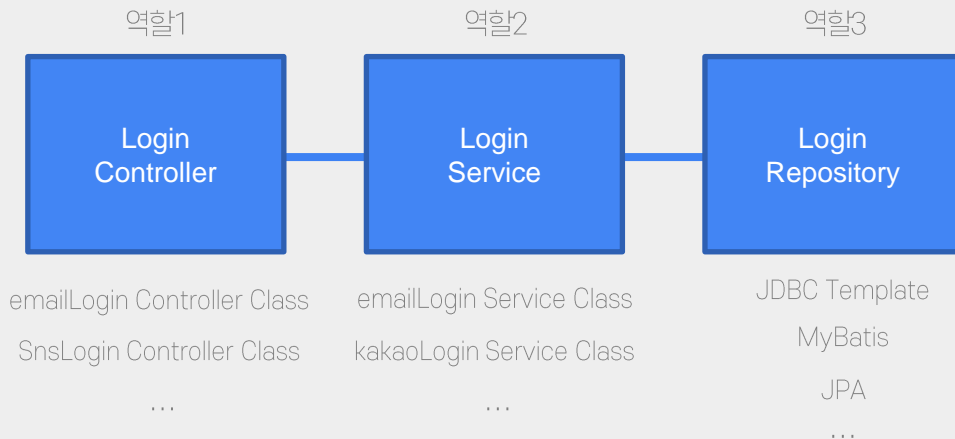 역할1
역할2
역할3
Login
Controller
Login
Service
Login
Repository
emailLogin Controller Class
SnsLogin Controller Class
...
emailLogin Service Class
kakaoLogin Service Class
...
JDBC Template
MyBatis
JPA
...